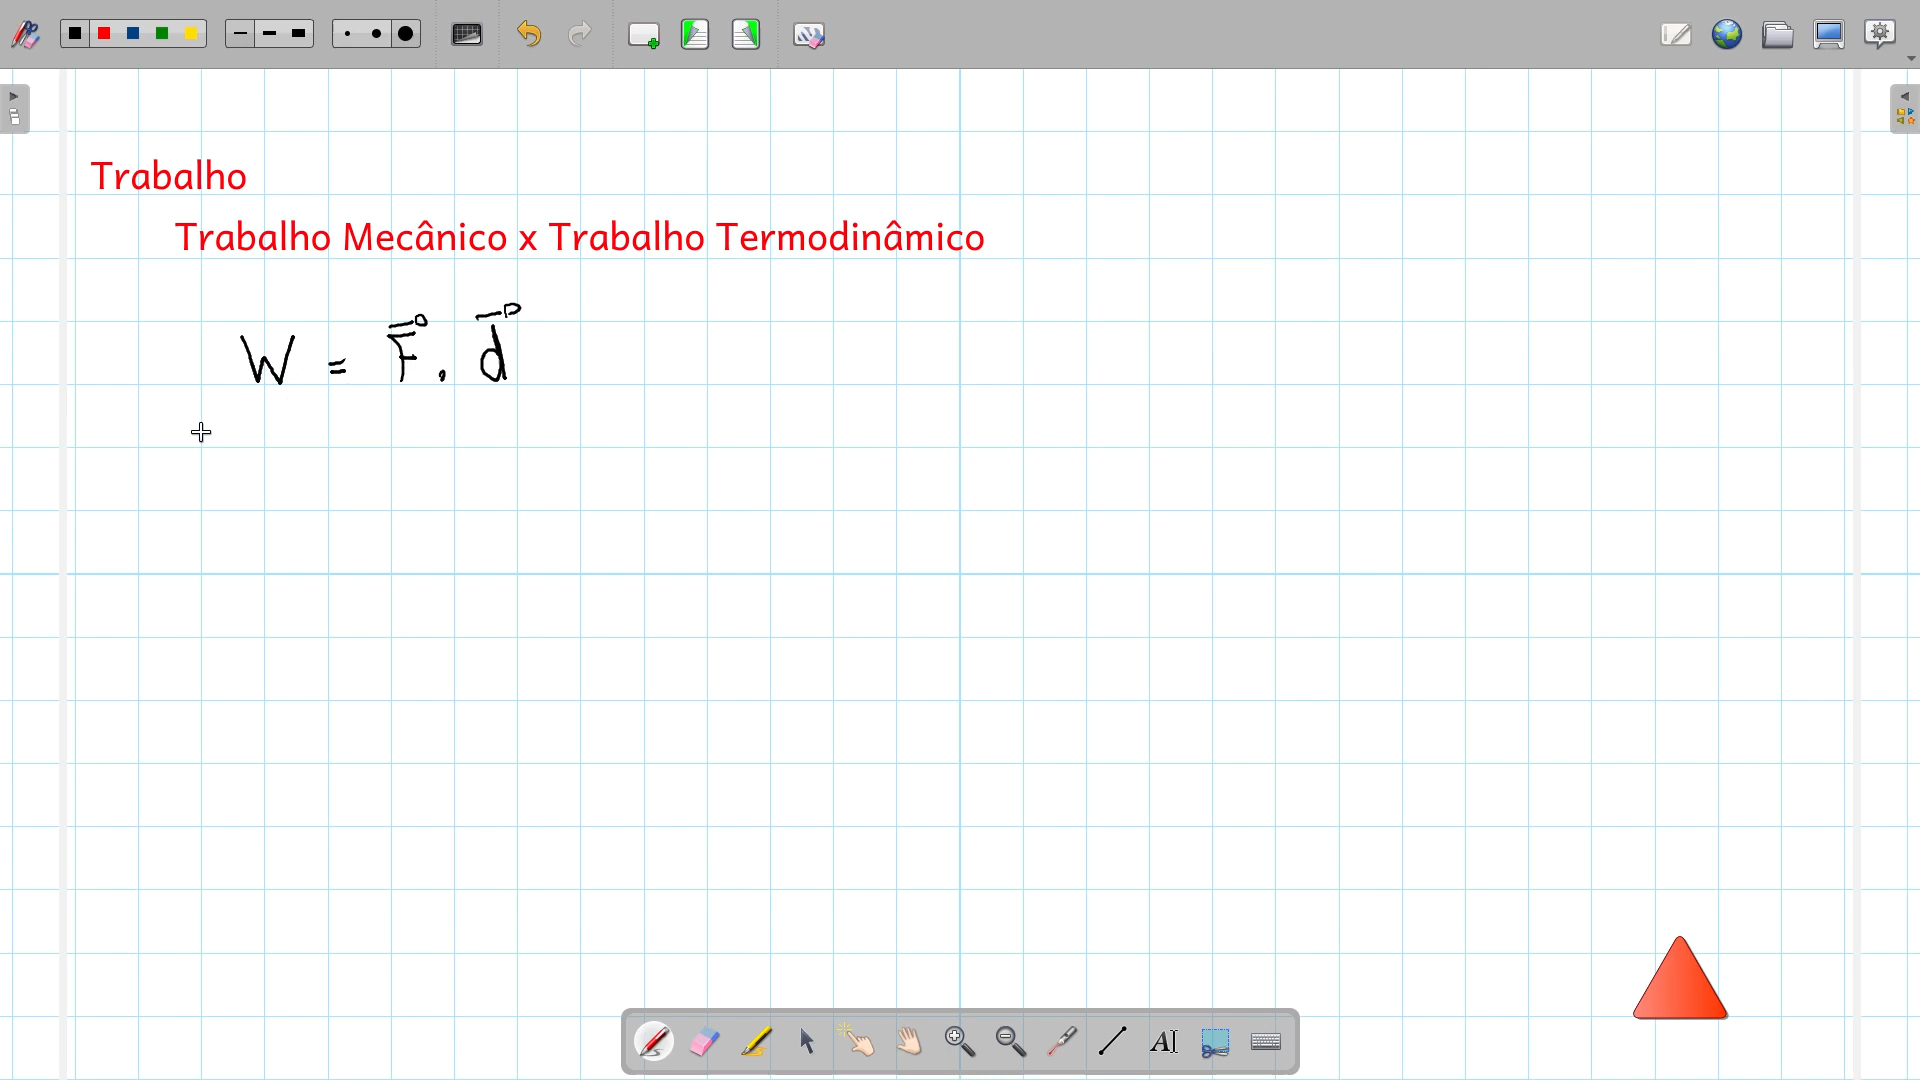 Trabalho
Trabalho Mecânico x Trabalho Termodinâmico
W = F⃗ . d⃗